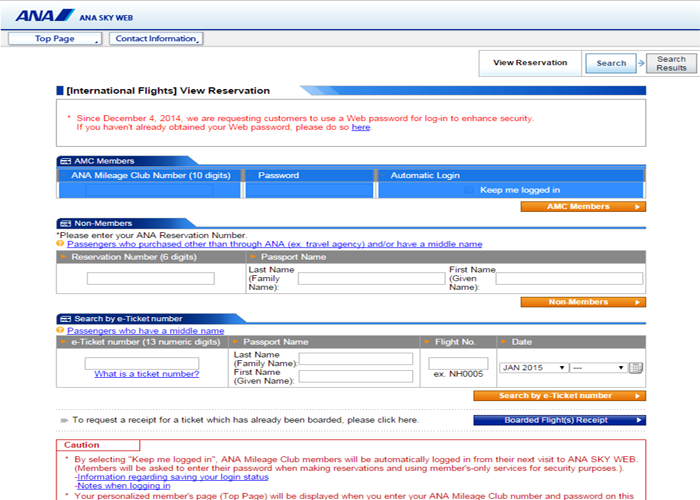 ANA ANA SKY WEB
Top Page Contact Information
View Reservation Search Search Results
[International Flights] View Reservation
* Since December 4, 2014, we are requesting customers to use a Web password for log-in to enhance security.
If you haven't already obtained your Web password, please do so here.
AMC Members
ANA Mileage Club Number (10 digits) Password Automatic Login
Keep me logged in
AMC Members
Non-Members
*Please enter your ANA Reservation Number.
Passengers who purchased other than through ANA (ex. travel agency) and/or have a middle name
Reservation Number (6 digits) Passport Name
Last Name (Family Name): First Name (Given Name):
Non-Members
Search by e-Ticket number
Passengers who have a middle name
e-Ticket number (13 numeric digits) Passport Name Flight No. Date
Last Name (Family Name):
JAN 2015 ---
What is a ticket number? First Name (Given Name): ex. NH0005
Search by e-Ticket number
To request a receipt for a ticket which has already been boarded, please click here. Boarded Flight(s) Receipt
Caution
* By selecting "Keep me logged in", ANA Mileage Club members will be automatically logged in from their next visit to ANA SKY WEB.
(Members will be asked to enter their password when making reservations and using member's-only services for security purposes.).
-Information regarding saving your login status
-Notes when logging in
* Your personalized member's page (Top Page) will be displayed when you enter your ANA Mileage Club number and password on this